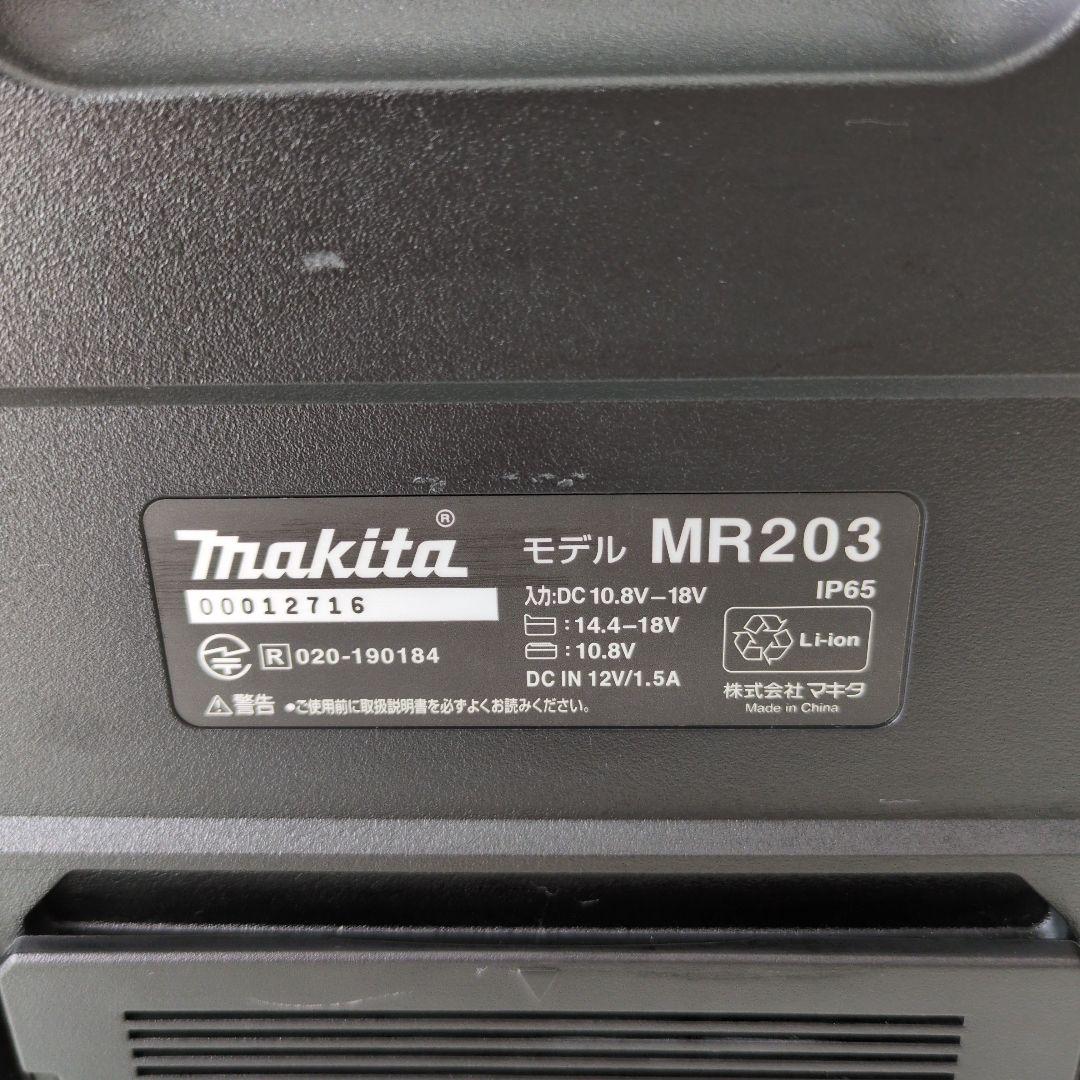 makita®
モデル MR203
00012716
入力:DC 10.8V-18V
IP65
:14.4-18V
:10.8V
Li-ion
R 020-190184
DC IN 12V/1.5A
株式会社 マキタ
Made in China
警告 ●ご使用前に取扱説明書を必ずよくお読みください。